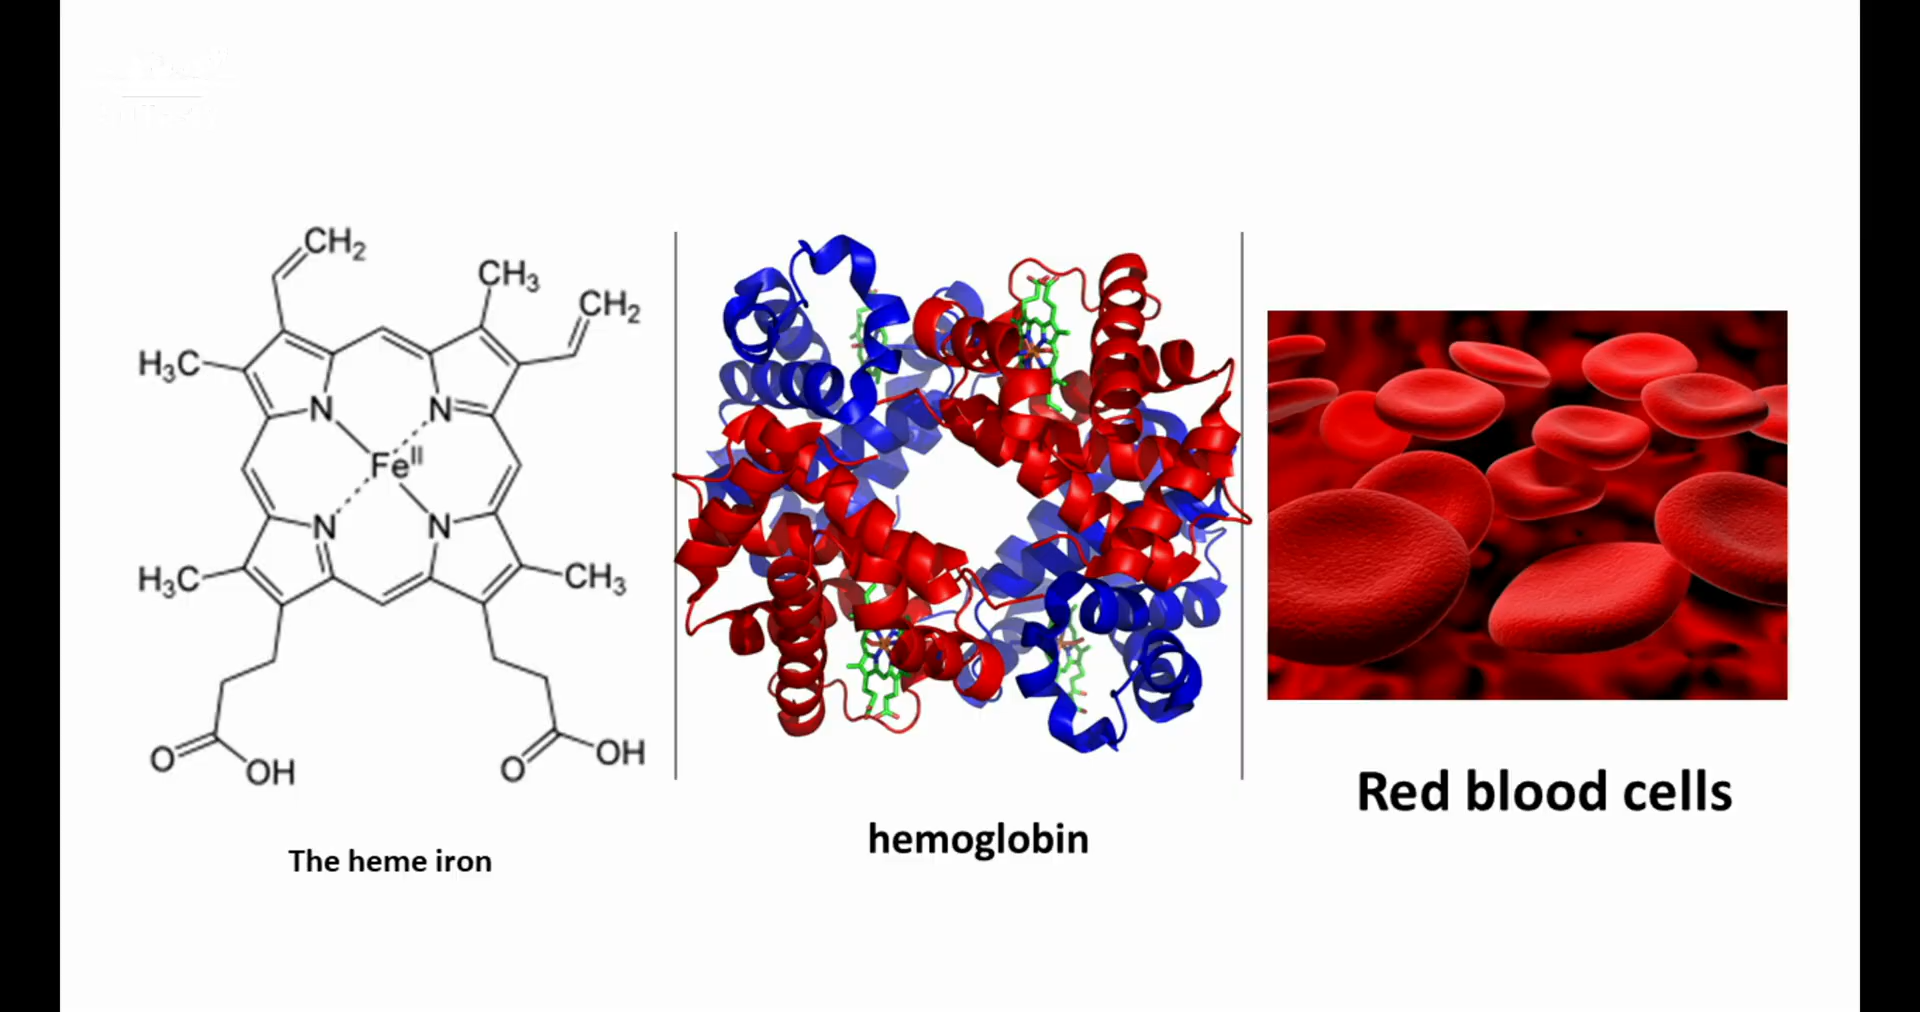 CH₂
CH₃
CH₂
H₃C
N
N
Feᴵᴵ
N
N
H₃C
CH₃
O
OH
O
OH
The heme iron
hemoglobin
Red blood cells